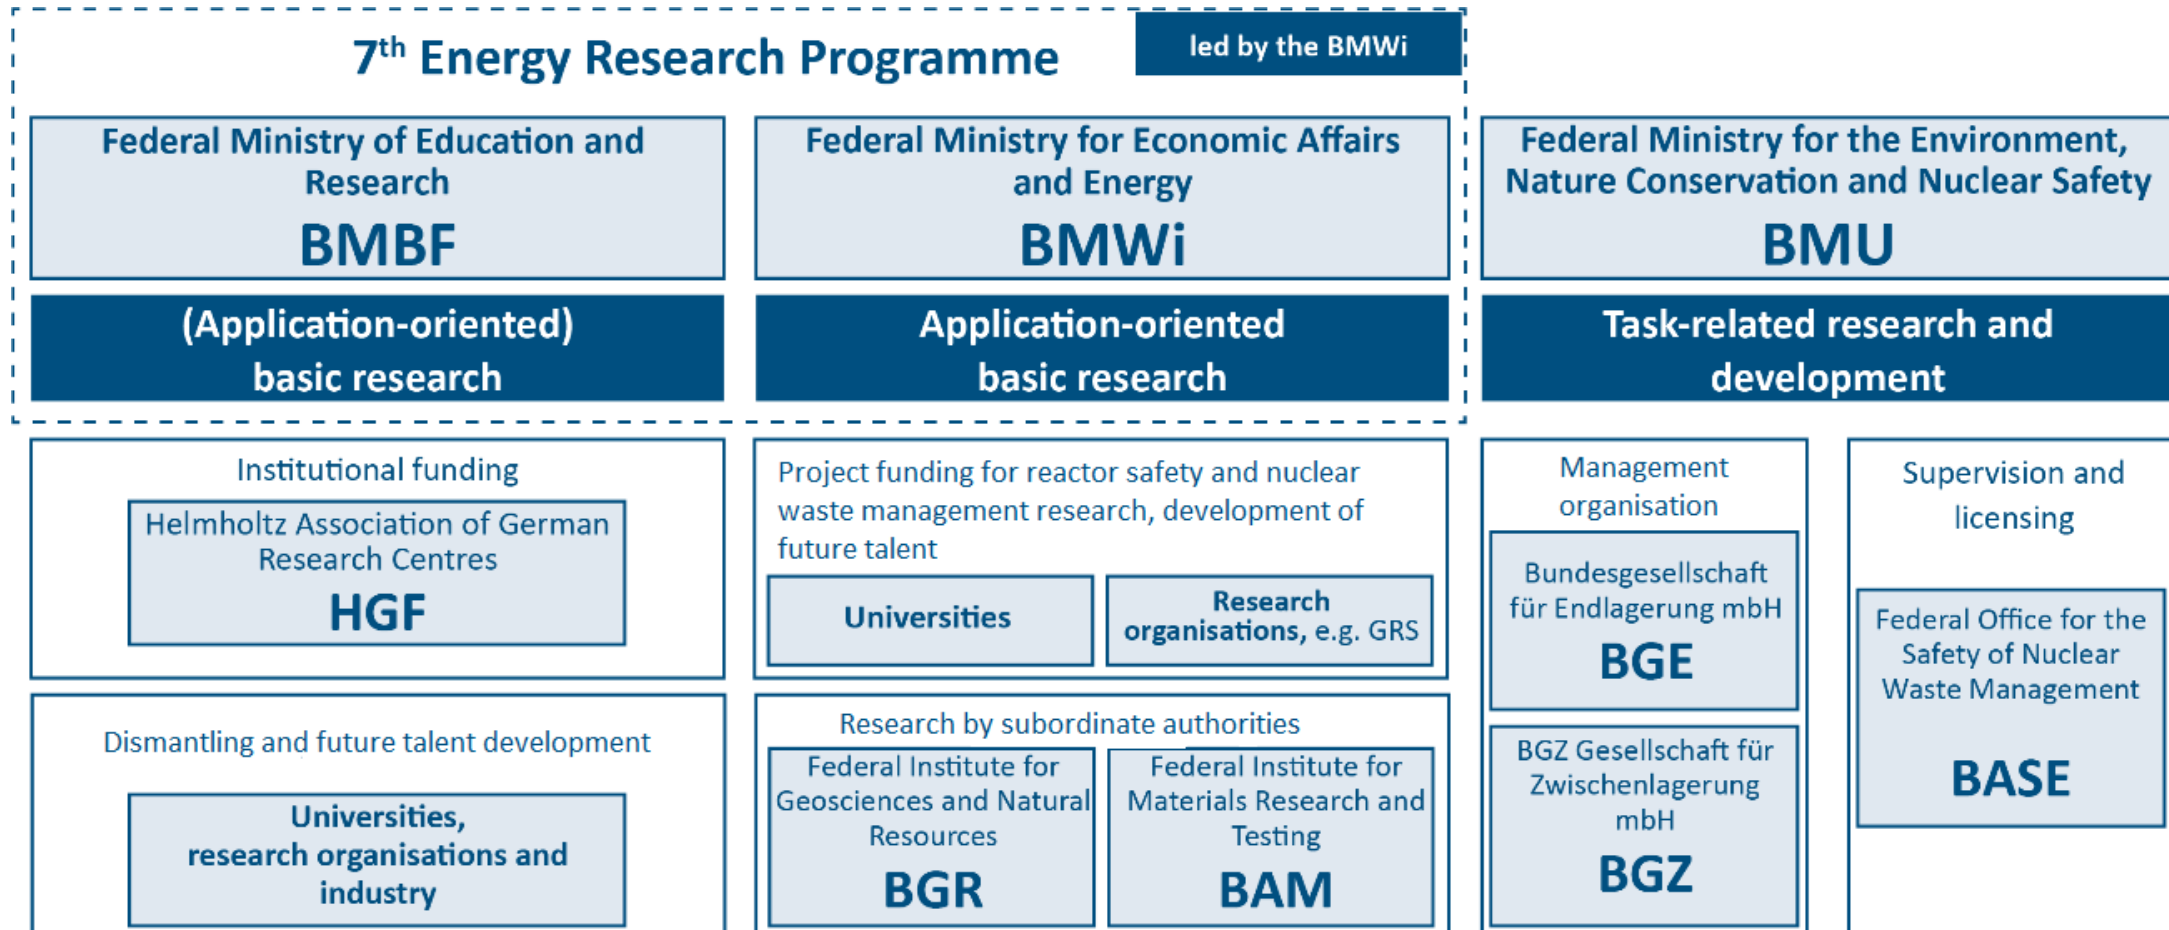 7th Energy Research Programme
led by the BMWi
Federal Ministry of Education and
Research
BMBF
Federal Ministry for Economic Affairs
and Energy
BMWi
Federal Ministry for the Environment,
Nature Conservation and Nuclear Safety
BMU
(Application-oriented)
basic research
Application-oriented
basic research
Task-related research and
development
Institutional funding
Helmholtz Association of German
Research Centres
HGF
Dismantling and future talent development
Universities,
research organisations and
industry
Project funding for reactor safety and nuclear
waste management research, development of
future talent
Universities
Research
organisations, e.g. GRS
Research by subordinate authorities
Federal Institute for
Geosciences and Natural
Resources
BGR
Federal Institute for
Materials Research and
Testing
BAM
Management
organisation
Bundesgesellschaft
für Endlagerung mbH
BGE
BGZ Gesellschaft für
Zwischenlagerung
mbH
BGZ
Supervision and
licensing
Federal Office for the
Safety of Nuclear
Waste Management
BASE